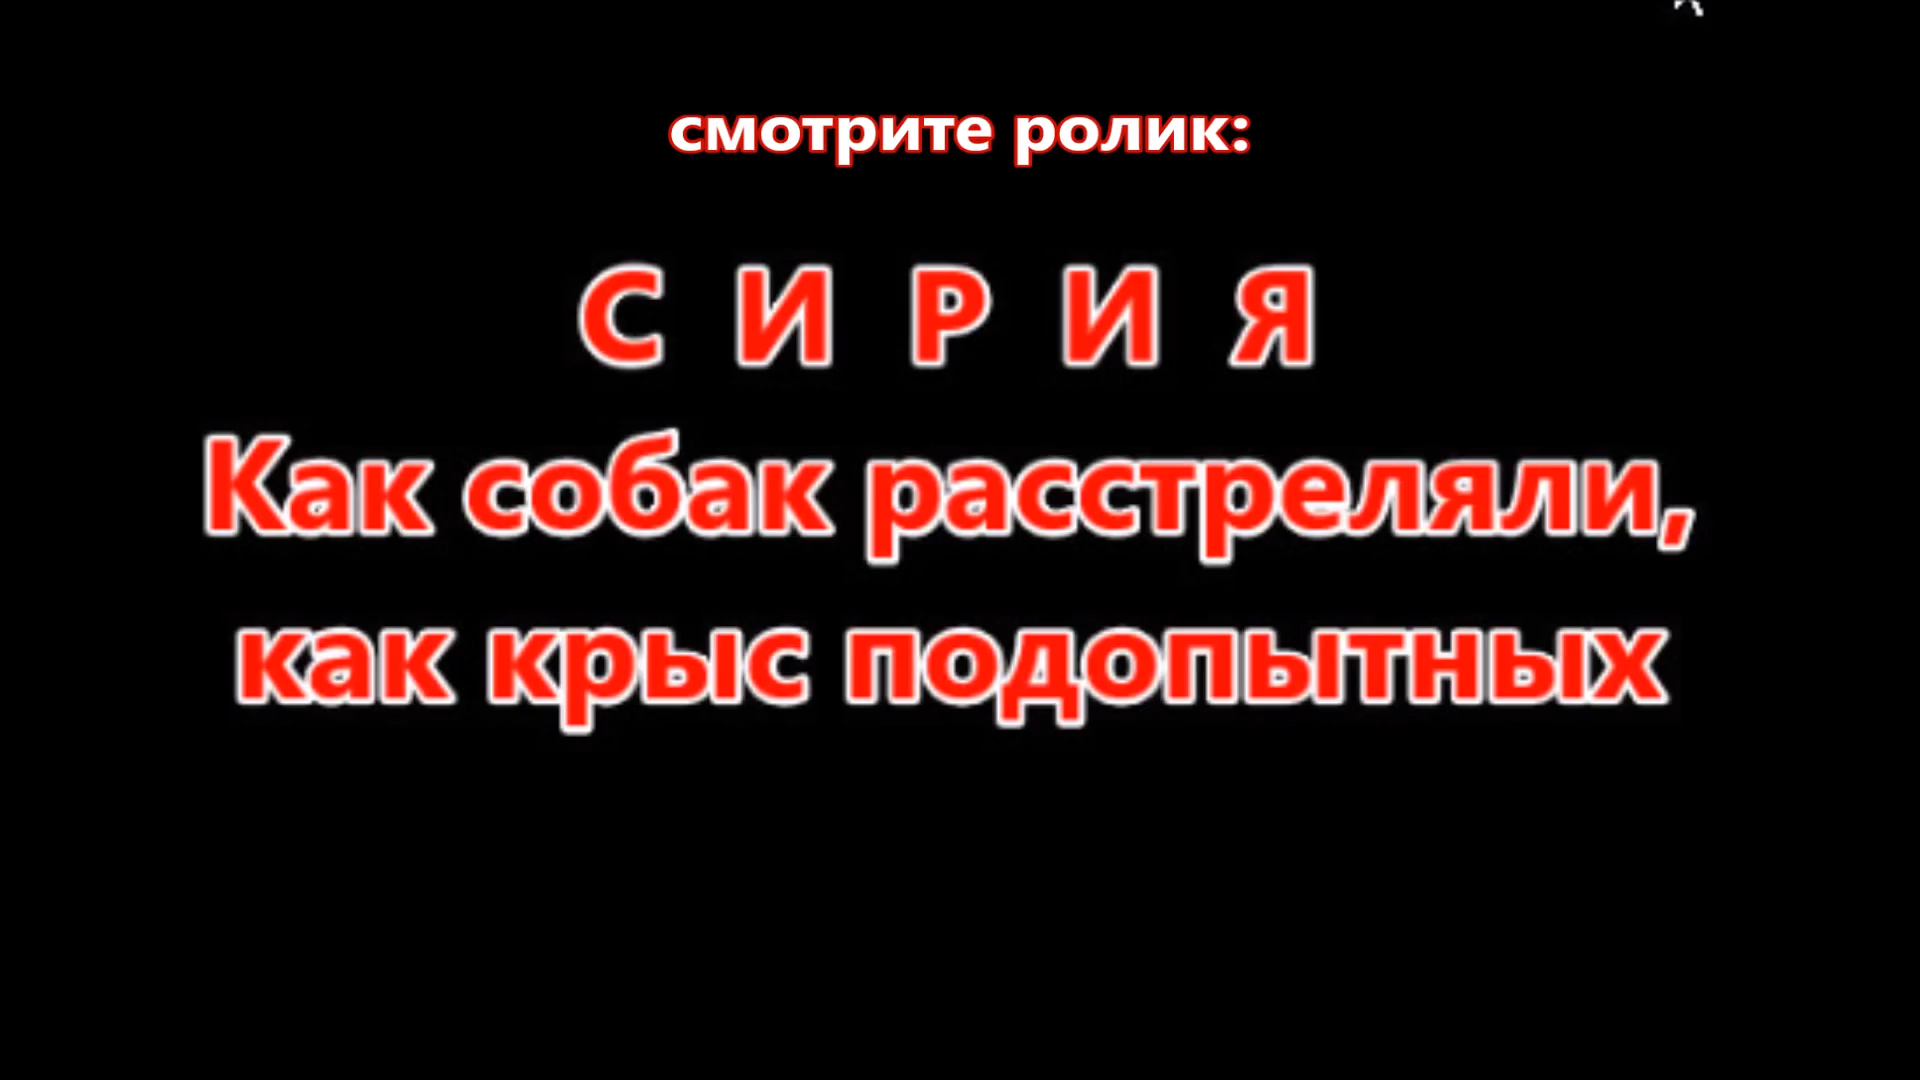 смотрите ролик:
С И Р И Я
Как собак расстреляли,
как крыс подопытных